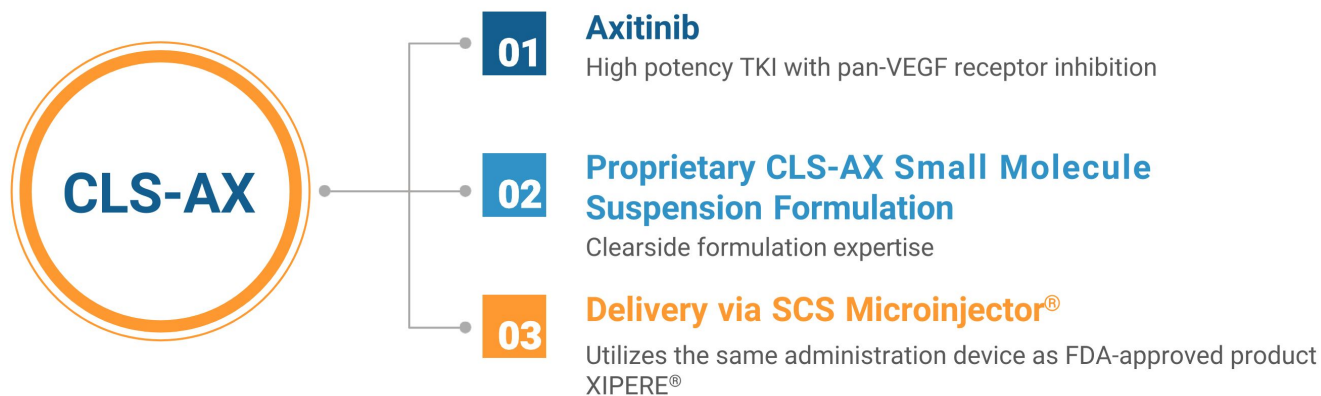 CLS-AX
01
Axitinib
High potency TKI with pan-VEGF receptor inhibition
02
Proprietary CLS-AX Small Molecule
Suspension Formulation
Clearside formulation expertise
03
Delivery via SCS Microinjector®
Utilizes the same administration device as FDA-approved product
XIPERE®